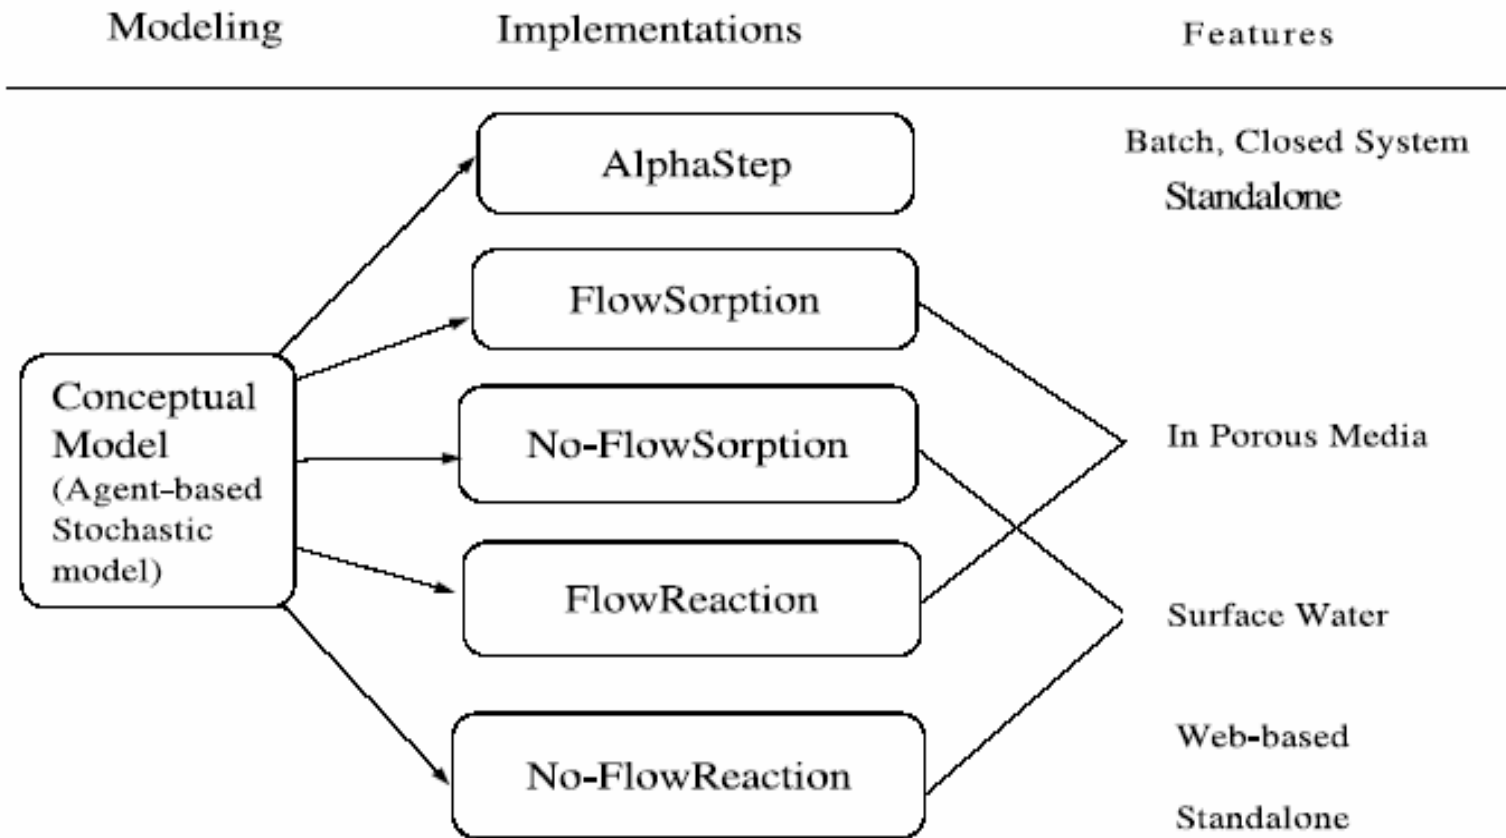 Modeling
Implementations
Features
AlphaStep
Batch, Closed System
Standalone
FlowSorption
Conceptual
Model
(Agent-based
Stochastic
model)
No-FlowSorption
In Porous Media
FlowReaction
Surface Water
No-FlowReaction
Web-based
Standalone